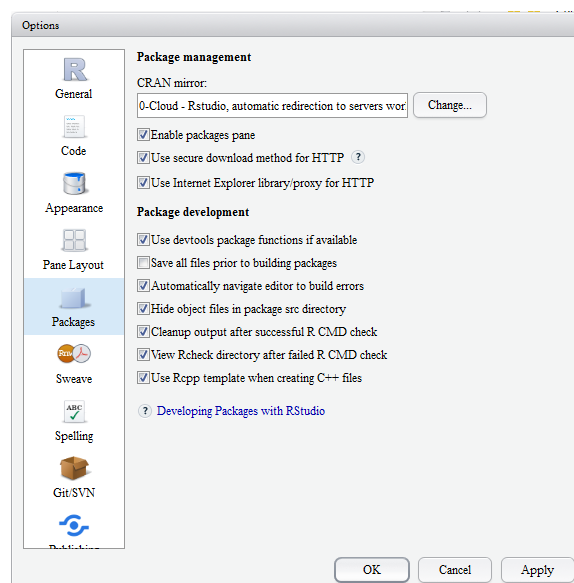 Options
General
Code
Appearance
Pane Layout
Packages
Sweave
ABC
Spelling
Git/SVN
Publishing
Package management
CRAN mirror:
0-Cloud - Rstudio, automatic redirection to servers wor
Change...
Enable packages pane
Use secure download method for HTTP ?
Use Internet Explorer library/proxy for HTTP
Package development
Use devtools package functions if available
Save all files prior to building packages
Automatically navigate editor to build errors
Hide object files in package src directory
Cleanup output after successful R CMD check
View Rcheck directory after failed R CMD check
Use Rcpp template when creating C++ files
? Developing Packages with RStudio
OK
Cancel
Apply